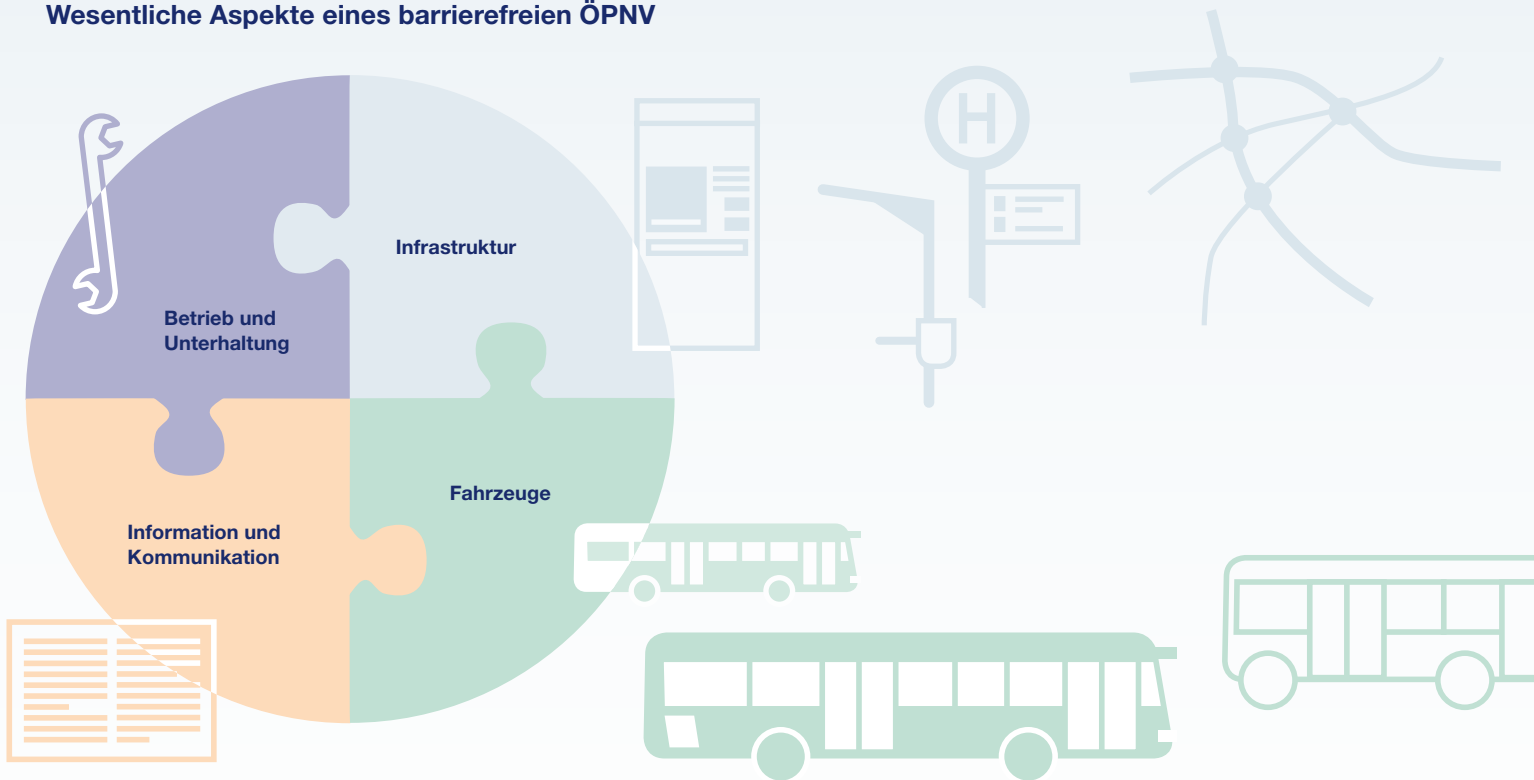 Wesentliche Aspekte eines barrierefreien ÖPNV
H
Infrastruktur
Betrieb und
Unterhaltung
Fahrzeuge
Information und
Kommunikation